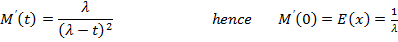 M′(t) = λ/(λ − t)² hence M′(0) = E(x) = 1/λ